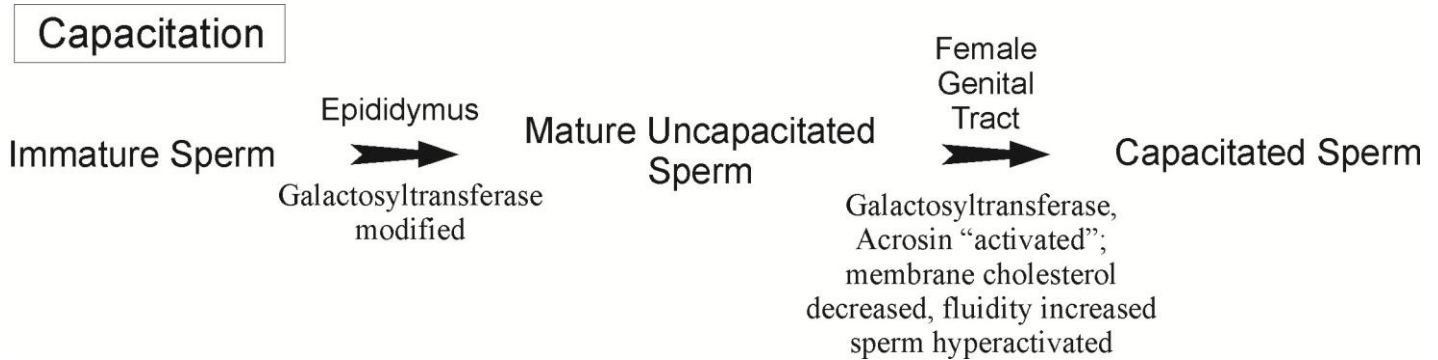 Capacitation
Immature Sperm
Epididymus
Galactosyltransferase
modified
Mature Uncapacitated
Sperm
Female
Genital
Tract
Galactosyltransferase,
Acrosin “activated”;
membrane cholesterol
decreased, fluidity increased
sperm hyperactivated
Capacitated Sperm